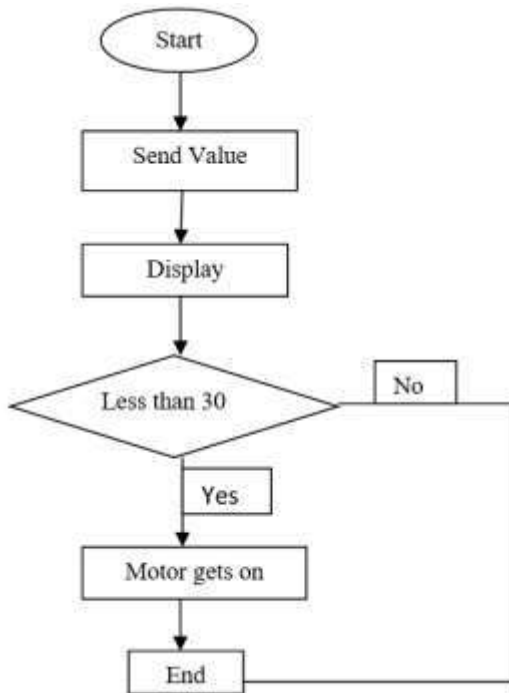 Start
Send Value
Display
Less than 30
No
Yes
Motor gets on
End